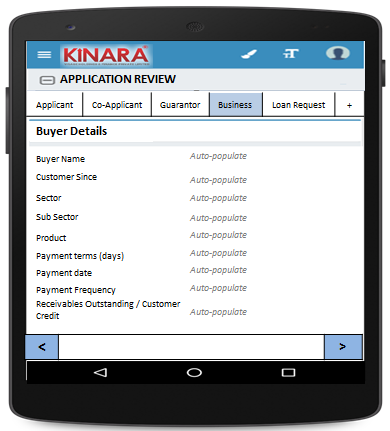 KINARA®
APPLICATION REVIEW
Applicant Co-Applicant Guarantor Business Loan Request +
Buyer Details
Buyer Name Auto-populate
Customer Since Auto-populate
Sector Auto-populate
Sub Sector Auto-populate
Product Auto-populate
Payment terms (days) Auto-populate
Payment date Auto-populate
Payment Frequency Auto-populate
Receivables Outstanding / Customer
Credit Auto-populate
< >